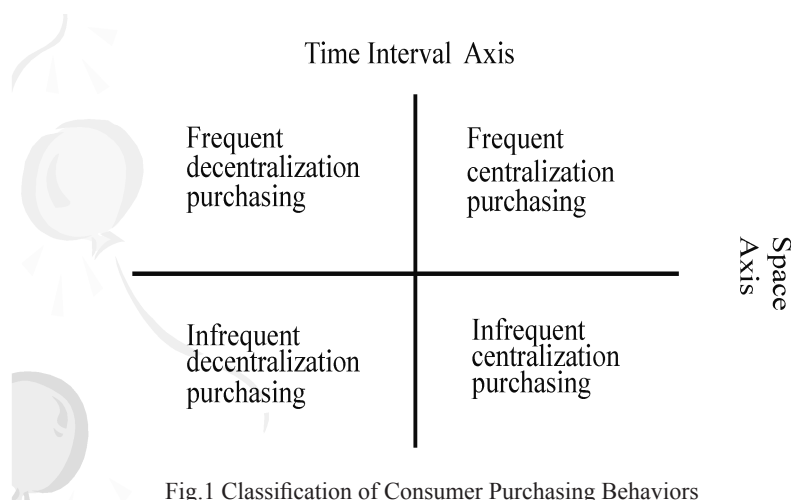 Time Interval Axis
Frequent
decentralization
purchasing
Frequent
centralization
purchasing
Space
Axis
Infrequent
decentralization
purchasing
Infrequent
centralization
purchasing
Fig.1 Classification of Consumer Purchasing Behaviors